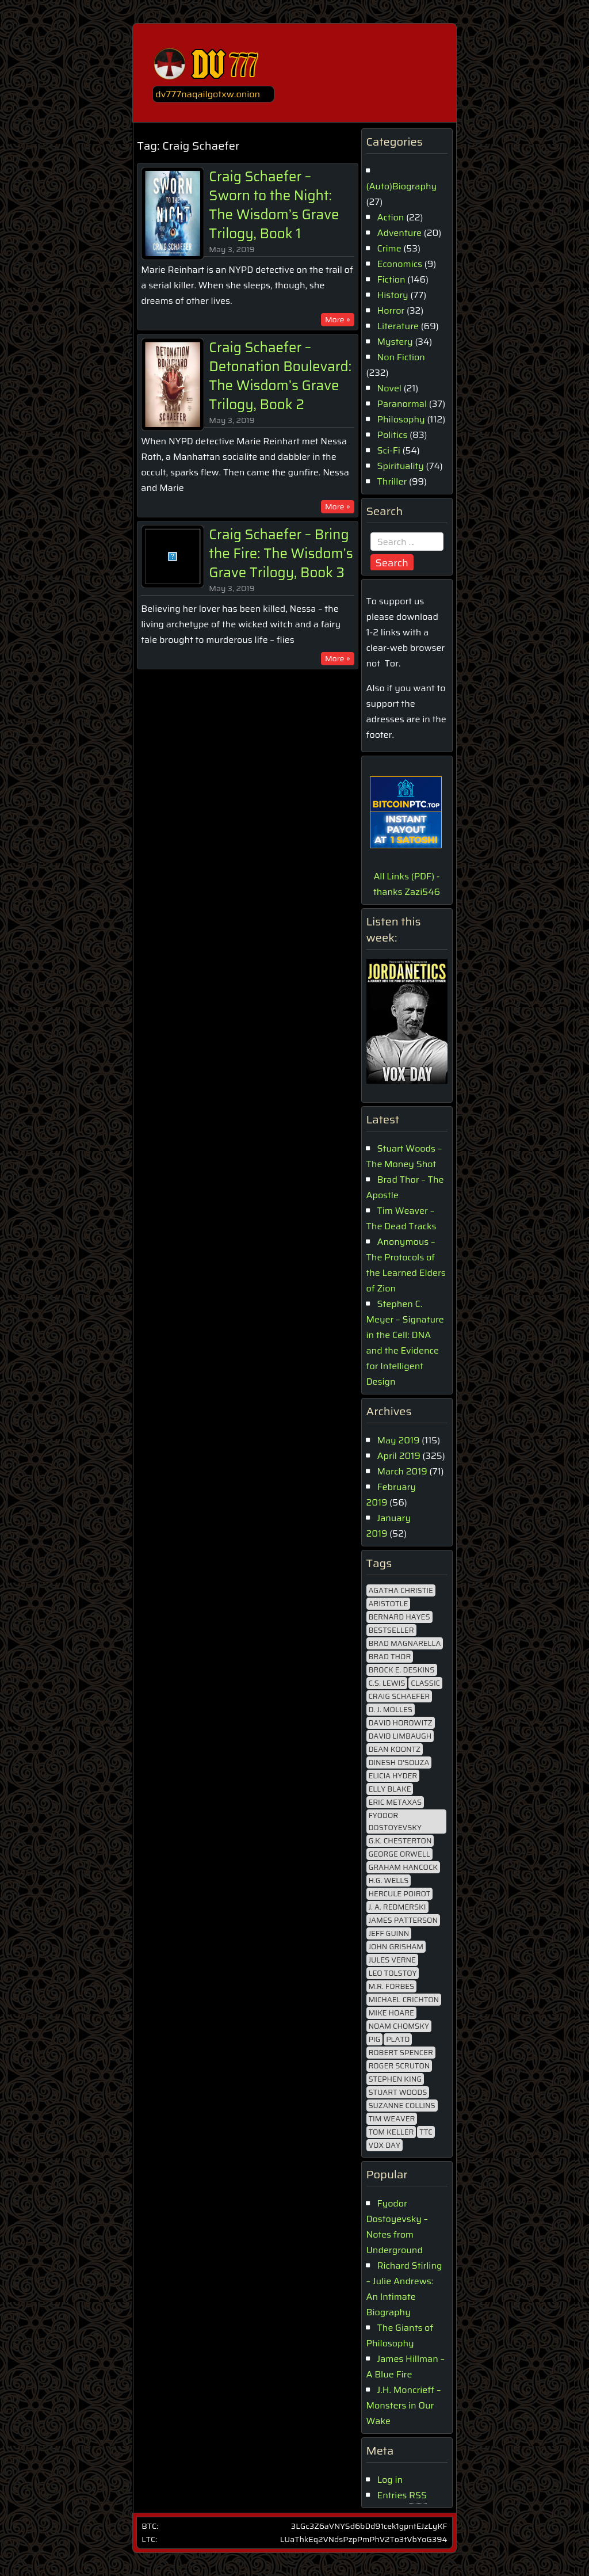 DV 777
dv777naqailgotxw.onion
Tag: Craig Schaefer
SORN
TO THE
NIGHT
CRAIG SCHAEFER
Craig Schaefer –
Sworn to the Night:
The Wisdom's Grave
Trilogy, Book 1
May 3, 2019
Marie Reinhart is an NYPD detective on the trail of
a serial killer. When she sleeps, though, she
dreams of other lives.
More »
DETONATION
BOULEVARD
SCHAEFER
Craig Schaefer –
Detonation Boulevard:
The Wisdom's Grave
Trilogy, Book 2
May 3, 2019
When NYPD detective Marie Reinhart met Nessa
Roth, a Manhattan socialite and dabbler in the
occult, sparks flew. Then came the gunfire. Nessa
and Marie
More »
Craig Schaefer – Bring
the Fire: The Wisdom's
Grave Trilogy, Book 3
May 3, 2019
Believing her lover has been killed, Nessa – the
living archetype of the wicked witch and a fairy
tale brought to murderous life – flies
More »
Categories
(Auto)Biography
(27)
Action (22)
Adventure (20)
Crime (53)
Economics (9)
Fiction (146)
History (77)
Horror (32)
Literature (69)
Mystery (34)
Non Fiction
(232)
Novel (21)
Paranormal (37)
Philosophy (112)
Politics (83)
Sci-Fi (54)
Spirituality (74)
Thriller (99)
Search
Search …
Search
To support us
please download
1-2 links with a
clear-web browser
not Tor.
Also if you want to
support the
adresses are in the
footer.
BITCOINPTC.TOP
INSTANT
PAYOUT
AT 1 SATOSHI
All Links (PDF) -
thanks Zazi546
Listen this
week:
JORDANETICS
VOX DAY
Latest
Stuart Woods –
The Money Shot
Brad Thor – The
Apostle
Tim Weaver –
The Dead Tracks
Anonymous –
The Protocols of
the Learned Elders
of Zion
Stephen C.
Meyer – Signature
in the Cell: DNA
and the Evidence
for Intelligent
Design
Archives
May 2019 (115)
April 2019 (325)
March 2019 (71)
February
2019 (56)
January
2019 (52)
Tags
AGATHA CHRISTIE
ARISTOTLE
BERNARD HAYES
BESTSELLER
BRAD MAGNARELLA
BRAD THOR
BROCK E. DESKINS
C.S. LEWIS CLASSIC
CRAIG SCHAEFER
D. J. MOLLES
DAVID HOROWITZ
DAVID LIMBAUGH
DEAN KOONTZ
DINESH D'SOUZA
ELICIA HYDER
ELLY BLAKE
ERIC METAXAS
FYODOR
DOSTOYEVSKY
G.K. CHESTERTON
GEORGE ORWELL
GRAHAM HANCOCK
H.G. WELLS
HERCULE POIROT
J. A. REDMERSKI
JAMES PATTERSON
JEFF GUINN
JOHN GRISHAM
JULES VERNE
LEO TOLSTOY
M.R. FORBES
MICHAEL CRICHTON
MIKE HOARE
NOAM CHOMSKY
PIG PLATO
ROBERT SPENCER
ROGER SCRUTON
STEPHEN KING
STUART WOODS
SUZANNE COLLINS
TIM WEAVER
TOM KELLER TTC
VOX DAY
Popular
Fyodor
Dostoyevsky –
Notes from
Underground
Richard Stirling
– Julie Andrews:
An Intimate
Biography
The Giants of
Philosophy
James Hillman –
A Blue Fire
J.H. Moncrieff –
Monsters in Our
Wake
Meta
Log in
Entries RSS
BTC: 3LGc3Z6aVNYSd6bDd91cek1gpntEJzLyKF
LTC: LUaThkEq2VNdsPzpPmPhV2To3tVbYoG394